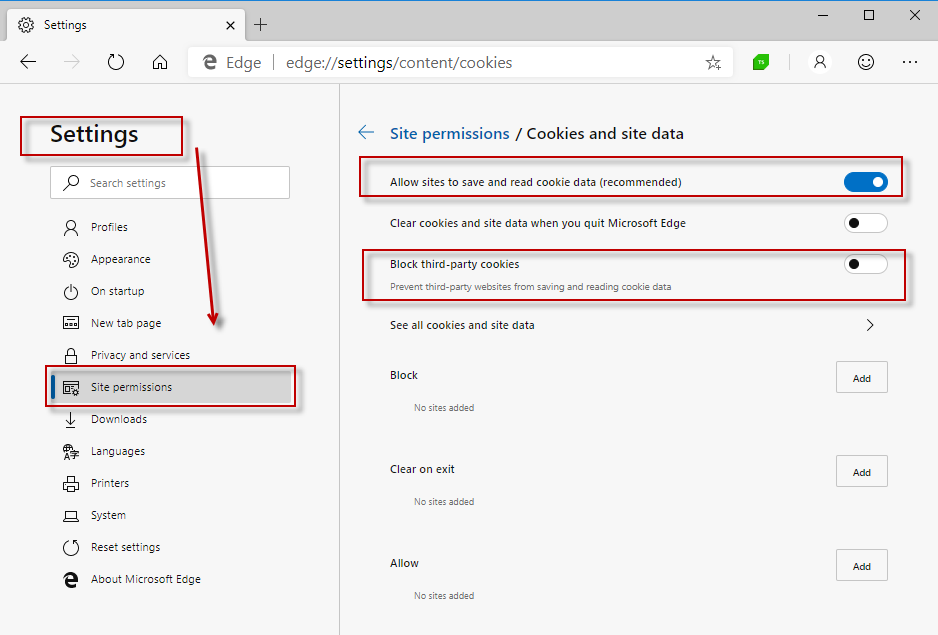 Settings
Edge
edge://settings/content/cookies
TS
Settings
Search settings
Profiles
Appearance
On startup
New tab page
Privacy and services
Site permissions
Downloads
Languages
Printers
System
Reset settings
About Microsoft Edge
Site permissions / Cookies and site data
Allow sites to save and read cookie data (recommended)
Clear cookies and site data when you quit Microsoft Edge
Block third-party cookies
Prevent third-party websites from saving and reading cookie data
See all cookies and site data
Block
Add
No sites added
Clear on exit
Add
No sites added
Allow
Add
No sites added